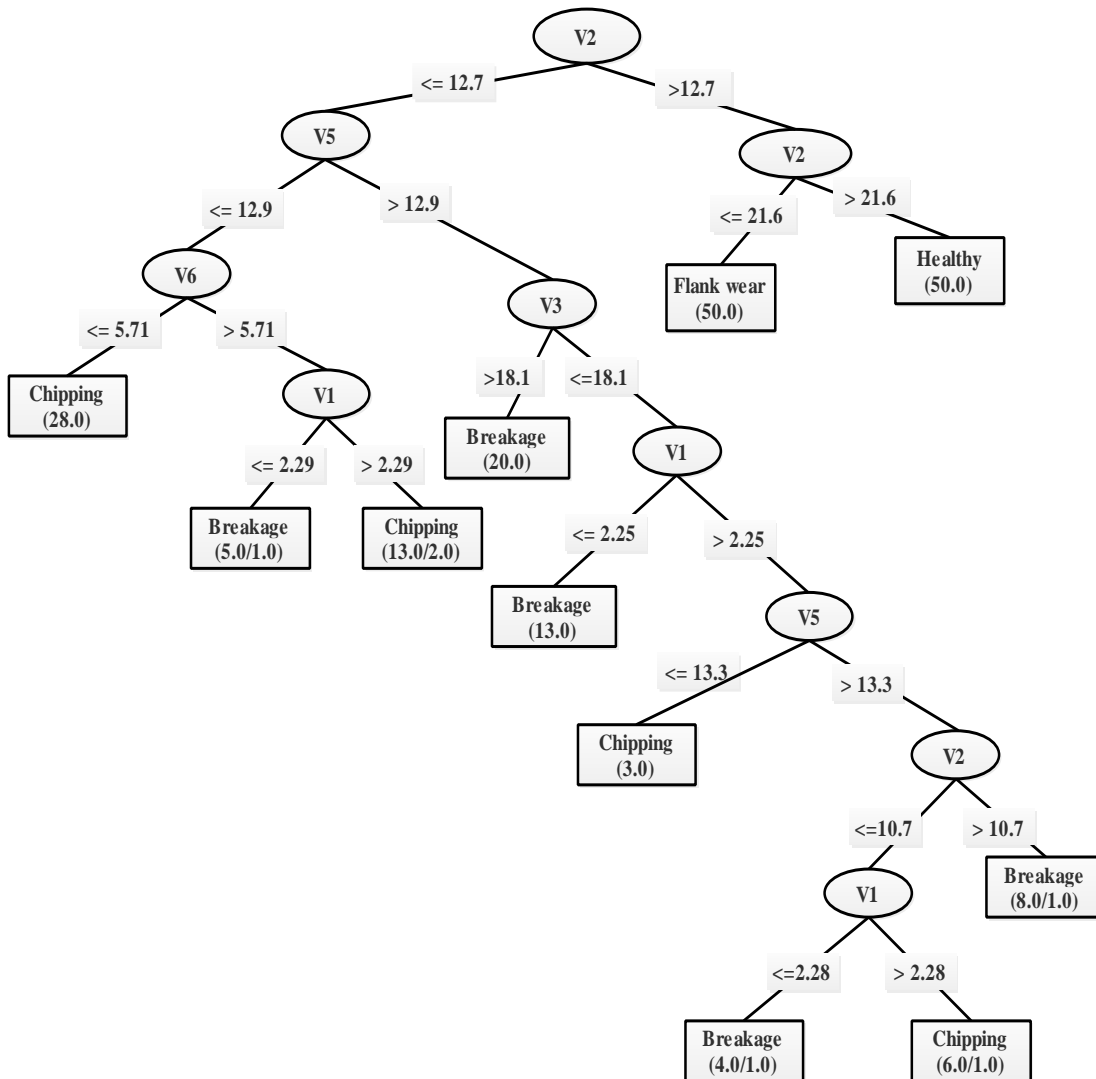 V2
<= 12.7
>12.7
V5
V2
<= 12.9
> 12.9
<= 21.6
> 21.6
V6
V3
Flank wear
(50.0)
Healthy
(50.0)
<= 5.71
> 5.71
>18.1
<=18.1
Chipping
(28.0)
V1
Breakage
(20.0)
V1
<= 2.29
> 2.29
<= 2.25
> 2.25
Breakage
(5.0/1.0)
Chipping
(13.0/2.0)
Breakage
(13.0)
V5
<= 13.3
> 13.3
Chipping
(3.0)
V2
<=10.7
> 10.7
V1
Breakage
(8.0/1.0)
<=2.28
> 2.28
Breakage
(4.0/1.0)
Chipping
(6.0/1.0)